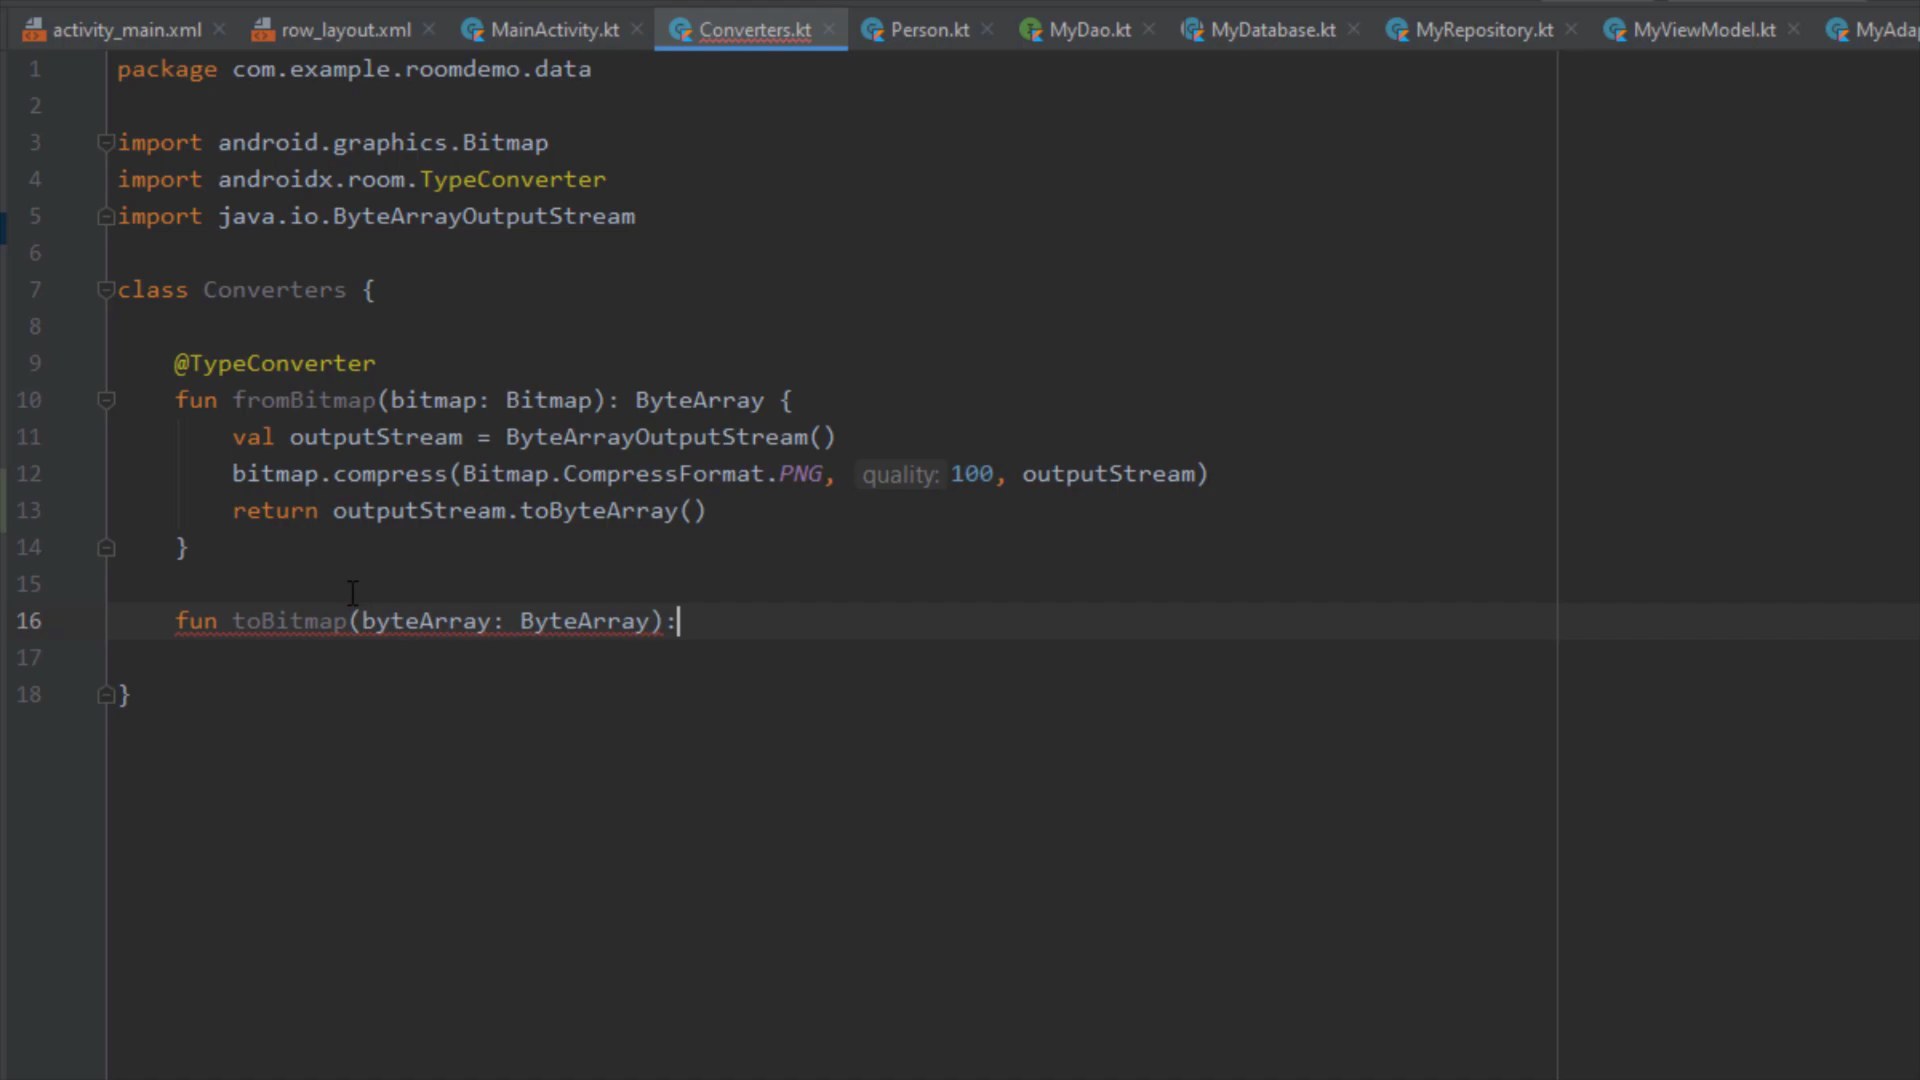 activity_main.xml row_layout.xml MainActivity.kt Converters.kt Person.kt MyDao.kt MyDatabase.kt MyRepository.kt MyViewModel.kt MyAda
1 package com.example.roomdemo.data
2
3 import android.graphics.Bitmap
4 import androidx.room.TypeConverter
5 import java.io.ByteArrayOutputStream
6
7 class Converters {
8
9 @TypeConverter
10 fun fromBitmap(bitmap: Bitmap): ByteArray {
11 val outputStream = ByteArrayOutputStream()
12 bitmap.compress(Bitmap.CompressFormat.PNG, quality: 100, outputStream)
13 return outputStream.toByteArray()
14 }
15
16 fun toBitmap(byteArray: ByteArray):
17
18 }